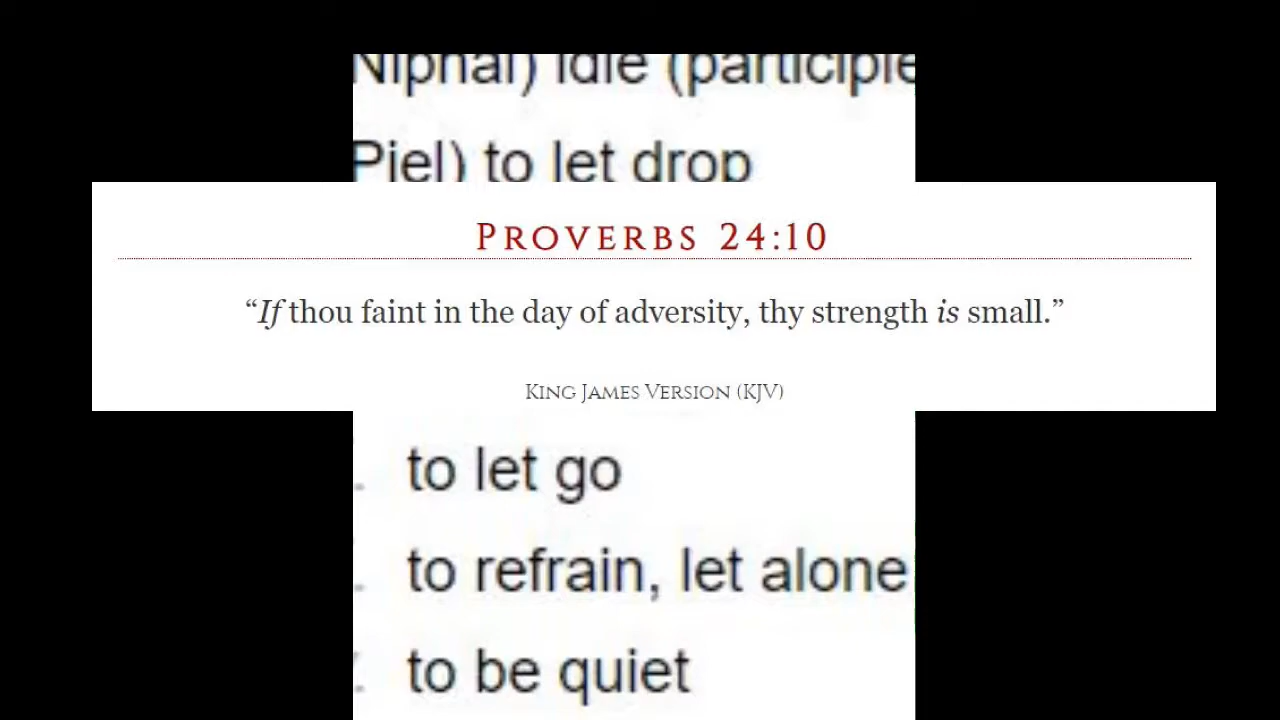 Niphal) idle (participle
Piel) to let drop
PROVERBS 24:10
“If thou faint in the day of adversity, thy strength is small.”
KING JAMES VERSION (KJV)
to let go
to refrain, let alone
to be quiet